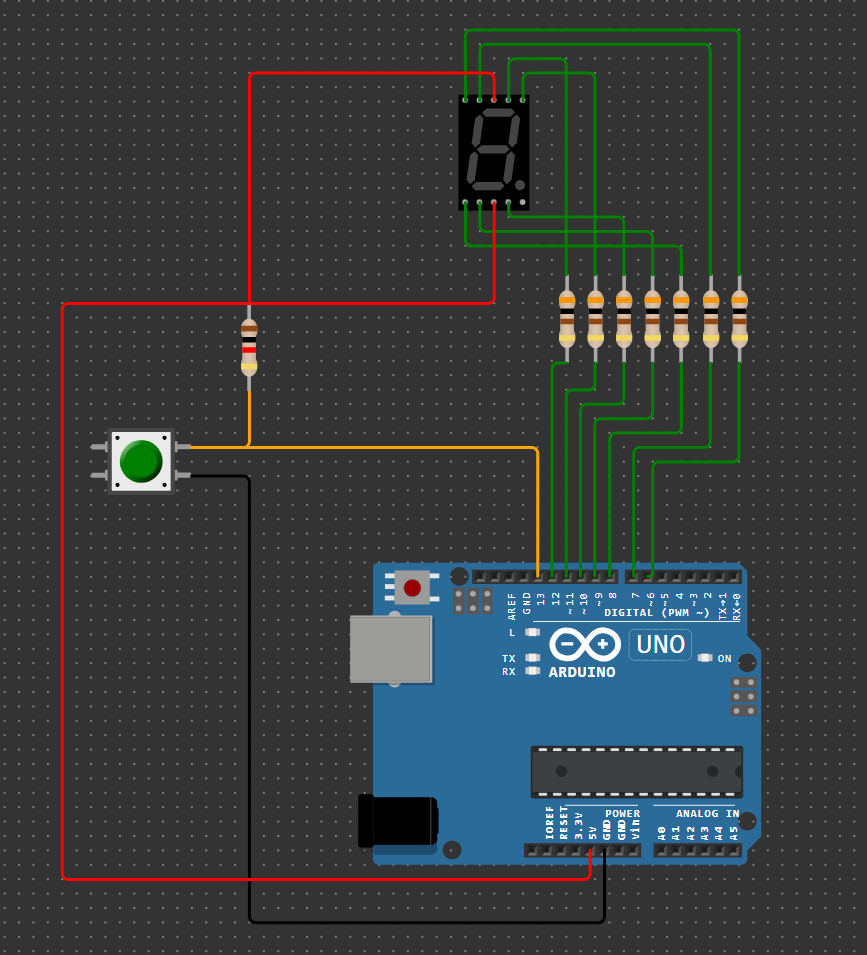 AREF
GND
13
12
~11
~10
~9
8
7
~6
~5
4
~3
2
TX→1
RX←0
DIGITAL (PWM ~)
L
TX
RX
UNO
ON
ARDUINO
POWER
ANALOG IN
IOREF
RESET
3.3V
5V
GND
GND
Vin
A0
A1
A2
A3
A4
A5